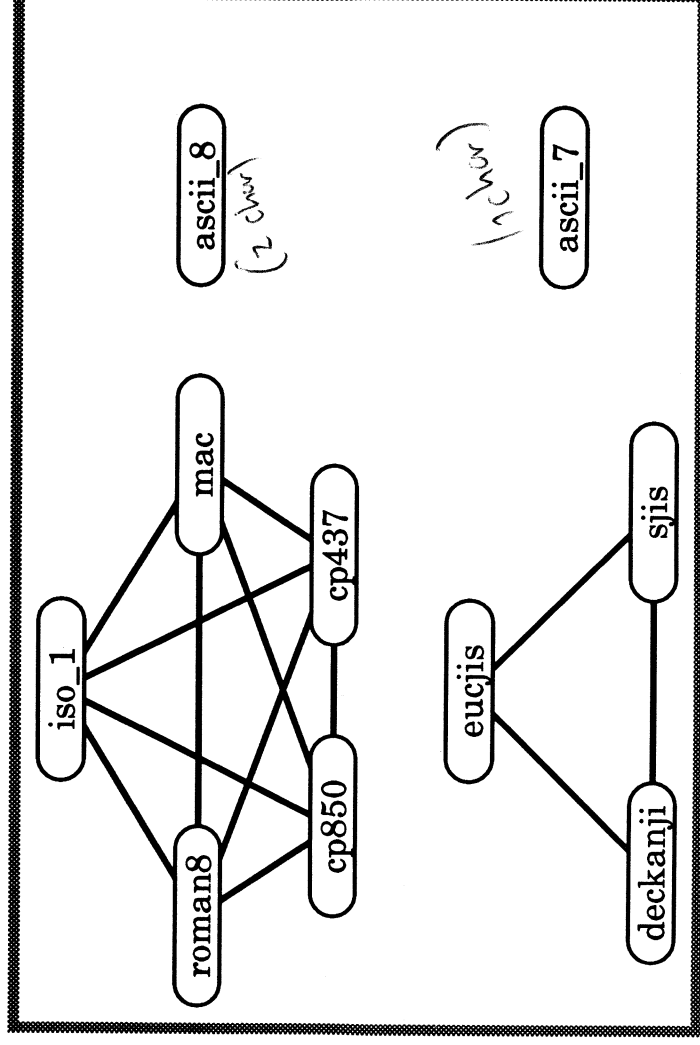 iso_1
roman8
mac
ascii_8
(2 char)
cp850
cp437
eucjis
(1 char)
ascii_7
deckanji
sjis